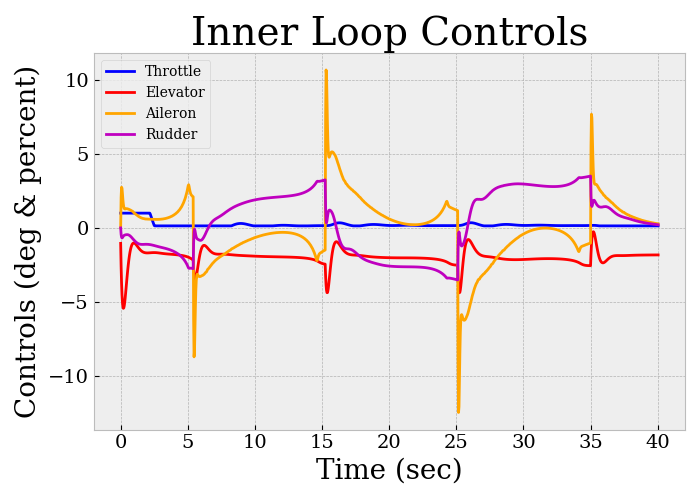 Inner Loop Controls
Controls (deg & percent)
10
5
0
−5
−10
Throttle
Elevator
Aileron
Rudder
0 5 10 15 20 25 30 35 40
Time (sec)